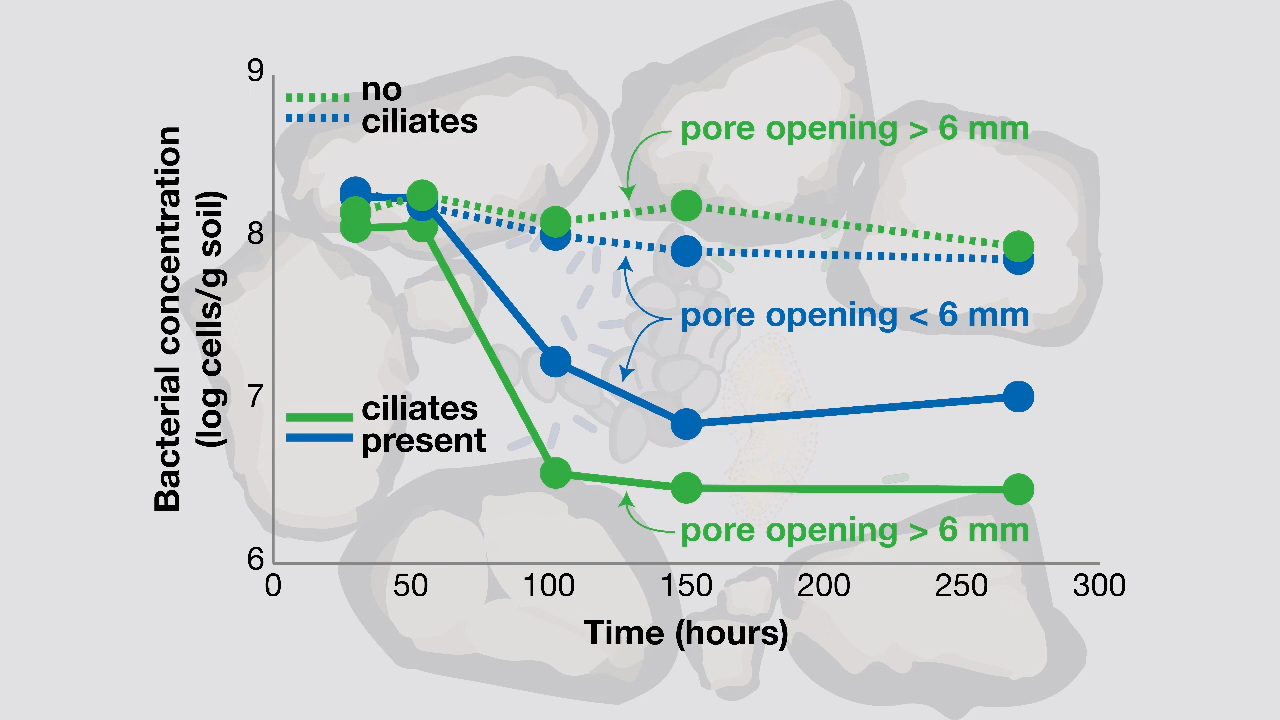 9
no
ciliates
pore opening > 6 mm
8
pore opening < 6 mm
7
ciliates
present
pore opening > 6 mm
6
0 50 100 150 200 250 300
Time (hours)
Bacterial concentration
(log cells/g soil)